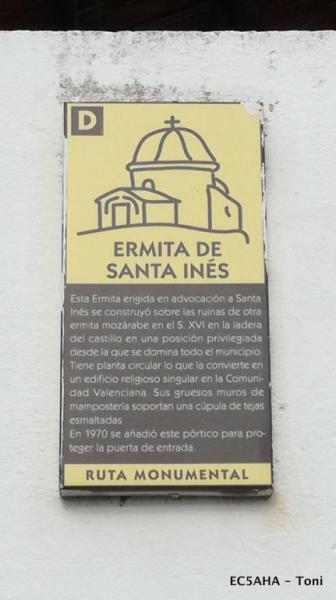 D
ERMITA DE
SANTA INÉS
Esta Ermita erigida en advocación a Santa
Inés se construyó sobre las ruinas de otra
ermita mozárabe en el S. XVI en la ladera
del castillo en una posición privilegiada
desde la que se domina todo el municipio.
Tiene planta circular lo que la convierte en
un edificio religioso singular en la Comuni-
dad Valenciana. Sus gruesos muros de
mampostería soportan una cúpula de tejas
esmaltadas
En 1970 se añadió este pórtico para pro-
teger la puerta de entrada.
RUTA MONUMENTAL
EC5AHA - Toni